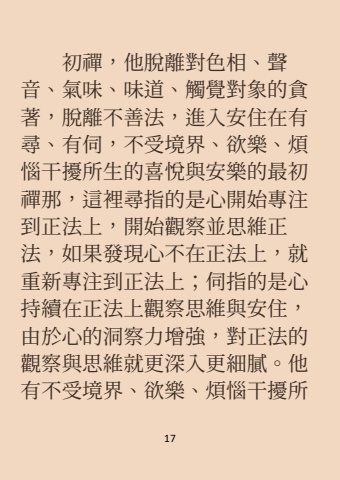 初禪，他脫離對色相、聲
音、氣味、味道、觸覺對象的貪
著，脫離不善法，進入安住在有
尋、有伺，不受境界、欲樂、煩
惱干擾所生的喜悅與安樂的最初
禪那，這裡尋指的是心開始專注
到正法上，開始觀察並思維正
法，如果發現心不在正法上，就
重新專注到正法上；伺指的是心
持續在正法上觀察思維與安住，
由於心的洞察力增強，對正法的
觀察與思維就更深入更細膩。他
有不受境界、欲樂、煩惱干擾所
17